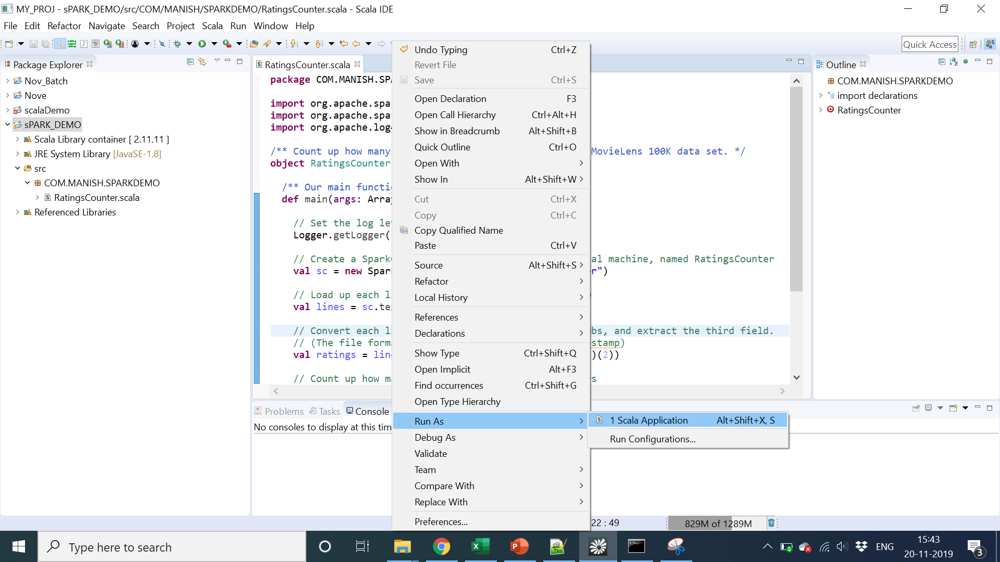 MY_PROJ - sPARK_DEMO/src/COM/MANISH/SPARKDEMO/RatingsCounter.scala - Scala IDE
File Edit Refactor Navigate Search Project Scala Run Window Help
Quick Access
Package Explorer
Nov_Batch
Nove
scalaDemo
sPARK_DEMO
Scala Library container [ 2.11.11 ]
JRE System Library [JavaSE-1.8]
src
COM.MANISH.SPARKDEMO
RatingsCounter.scala
Referenced Libraries
RatingsCounter.scala
package COM.MANISH.SP
import org.apache.spa
import org.apache.spa
import org.apache.log
/** Count up how many MovieLens 100K data set. */
object RatingsCounter
/** Our main functi
def main(args: Array
// Set the log le
Logger.getLogger(
// Create a Spark al machine, named RatingsCounter
val sc = new Spar r")
// Load up each l
val lines = sc.te
// Convert each l bs, and extract the third field.
// (The file forma stamp)
val ratings = lin )(2))
// Count up how m s
Undo Typing Ctrl+Z
Revert File
Save Ctrl+S
Open Declaration F3
Open Call Hierarchy Ctrl+Alt+H
Show in Breadcrumb Alt+Shift+B
Quick Outline Ctrl+O
Open With
Show In Alt+Shift+W
Cut Ctrl+X
Copy Ctrl+C
Copy Qualified Name
Paste Ctrl+V
Source Alt+Shift+S
Refactor
Local History
References
Declarations
Show Type Ctrl+Shift+Q
Open Implicit Alt+F3
Find occurrences Ctrl+Shift+G
Open Type Hierarchy
Run As
Debug As
Validate
Team
Compare With
Replace With
Preferences...
1 Scala Application Alt+Shift+X, S
Run Configurations...
Outline
COM.MANISH.SPARKDEMO
import declarations
RatingsCounter
Problems Tasks Console
No consoles to display at this tim
22 : 49
829M of 1289M
Type here to search
ENG
15:43
20-11-2019
3